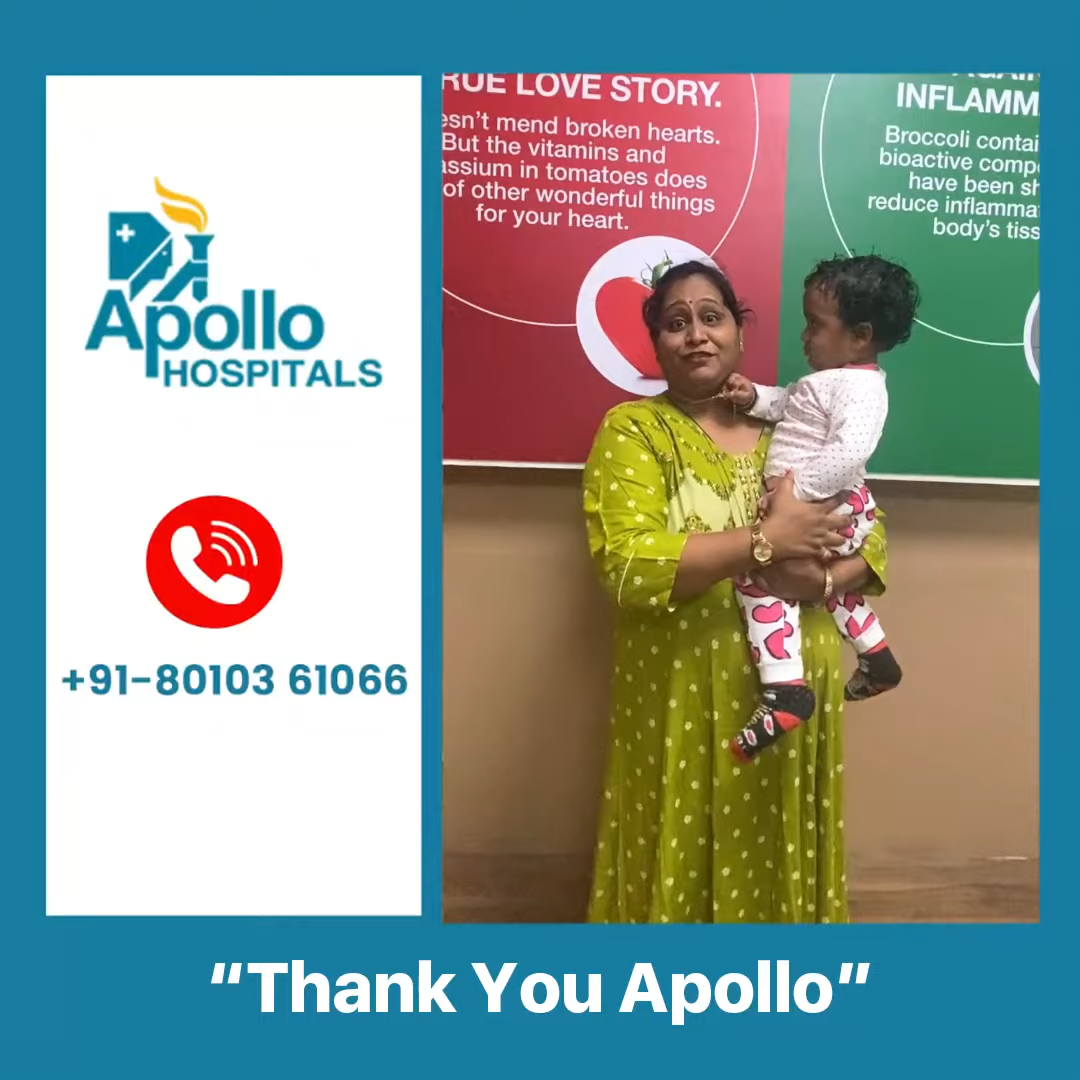 Apollo
HOSPITALS
+91-80103 61066
RUE LOVE STORY.
esn't mend broken hearts.
But the vitamins and
assium in tomatoes does
of other wonderful things
for your heart.
INFLAMM
Broccoli contai
bioactive comp
have been sh
reduce inflamma
body's tiss
"Thank You Apollo"